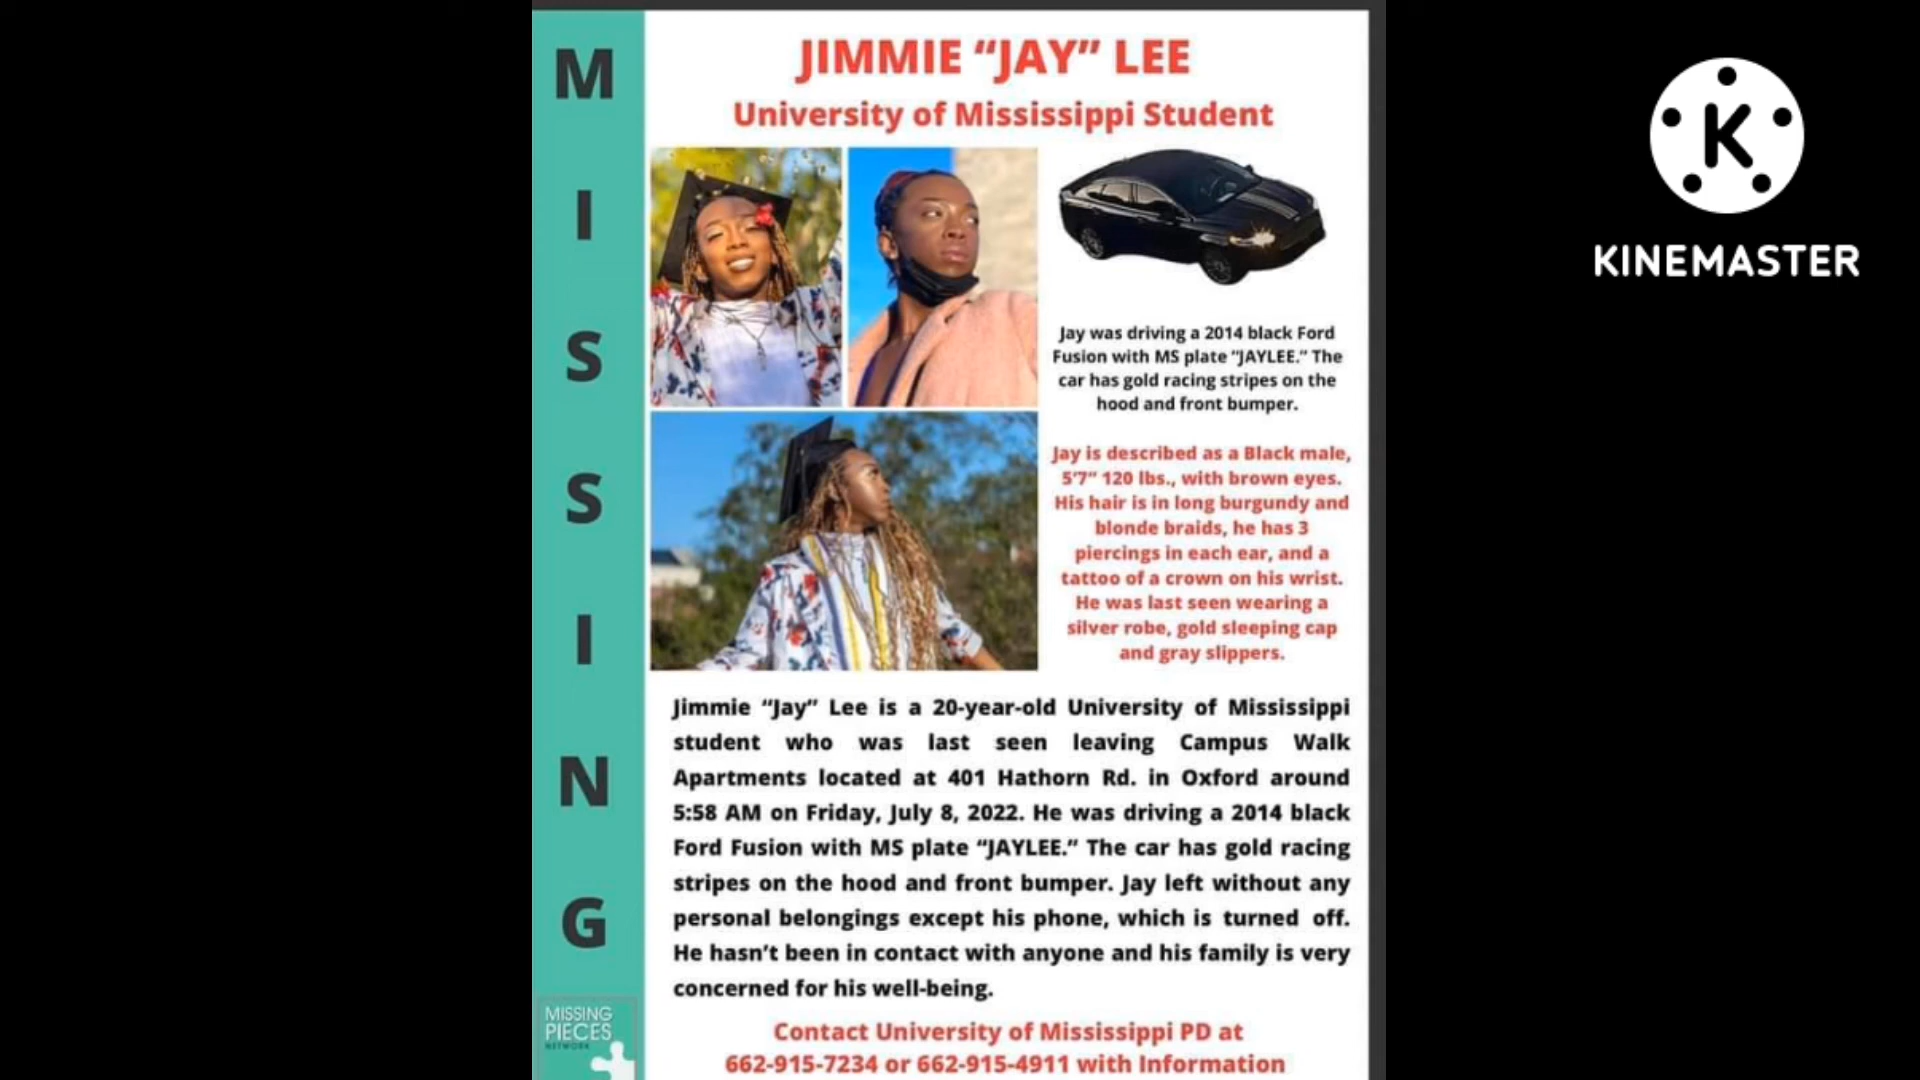 M
I
S
S
I
N
G
JIMMIE “JAY” LEE
University of Mississippi Student
Jay was driving a 2014 black Ford
Fusion with MS plate “JAYLEE.” The
car has gold racing stripes on the
hood and front bumper.
Jay is described as a Black male,
5’7” 120 lbs., with brown eyes.
His hair is in long burgundy and
blonde braids, he has 3
piercings in each ear, and a
tattoo of a crown on his wrist.
He was last seen wearing a
silver robe, gold sleeping cap
and gray slippers.
Jimmie “Jay” Lee is a 20-year-old University of Mississippi
student who was last seen leaving Campus Walk
Apartments located at 401 Hathorn Rd. in Oxford around
5:58 AM on Friday, July 8, 2022. He was driving a 2014 black
Ford Fusion with MS plate “JAYLEE.” The car has gold racing
stripes on the hood and front bumper. Jay left without any
personal belongings except his phone, which is turned off.
He hasn’t been in contact with anyone and his family is very
concerned for his well-being.
Contact University of Mississippi PD at
662-915-7234 or 662-915-4911 with Information
MISSING
PIECES
NETWORK
K
KINEMASTER